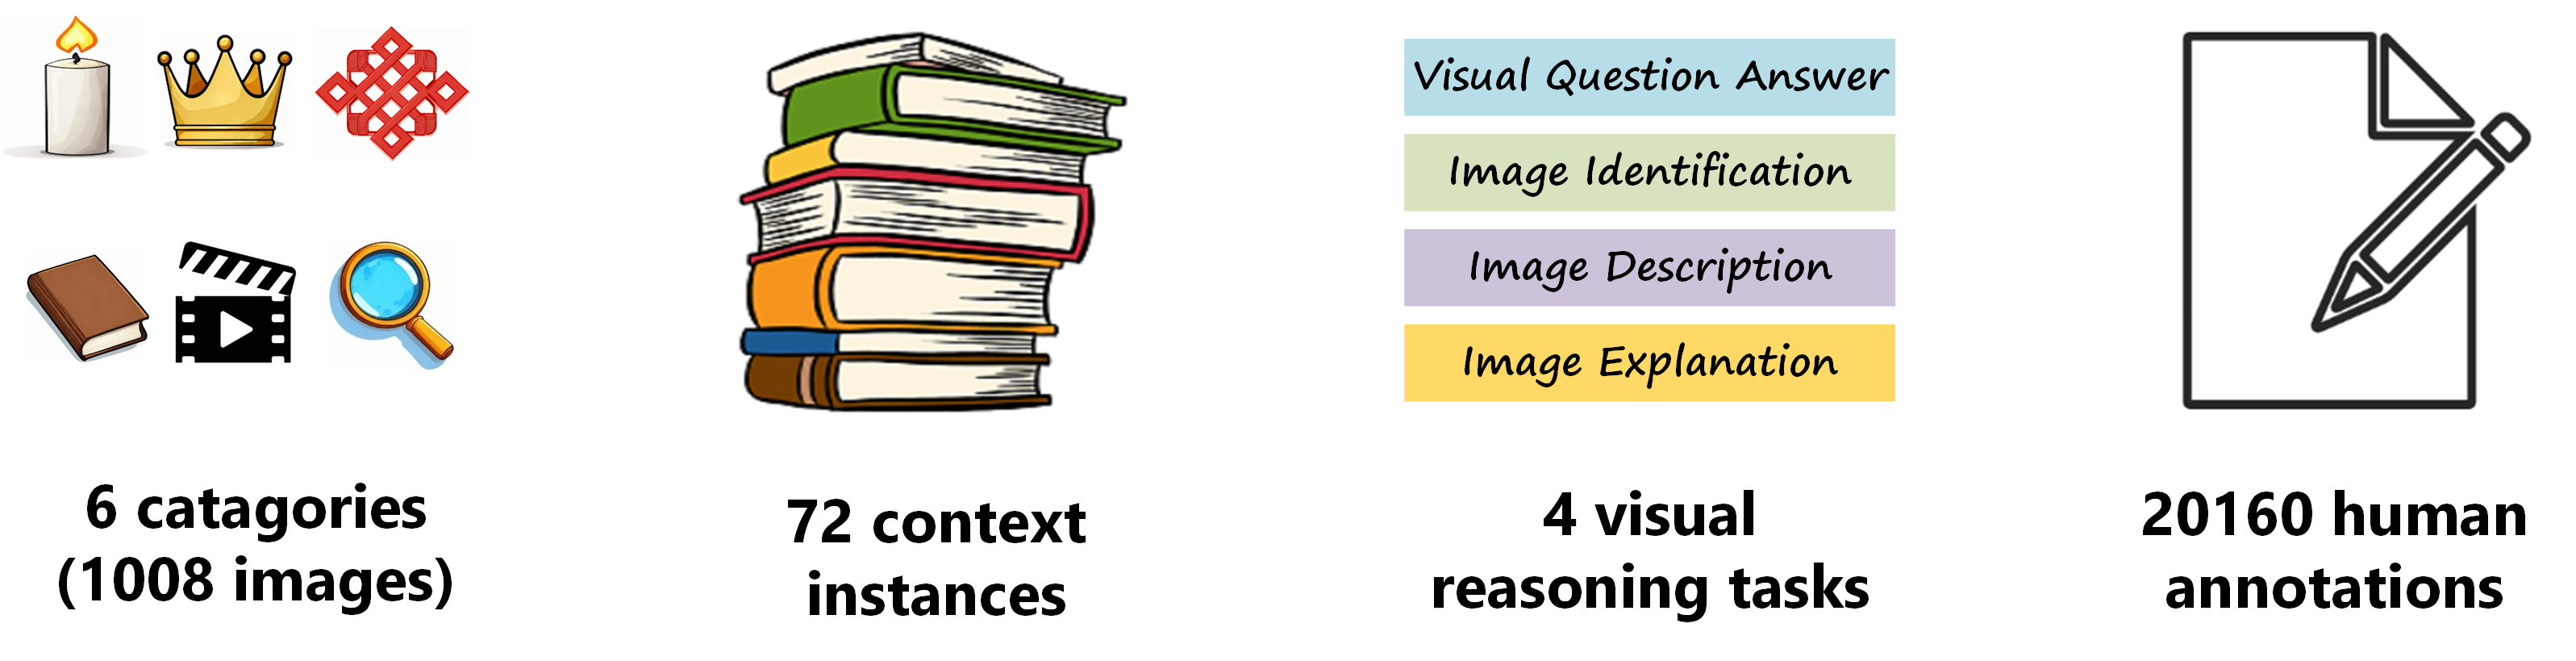 6 catagories
(1008 images)
72 context
instances
Visual Question Answer
Image Identification
Image Description
Image Explanation
4 visual
reasoning tasks
20160 human
annotations